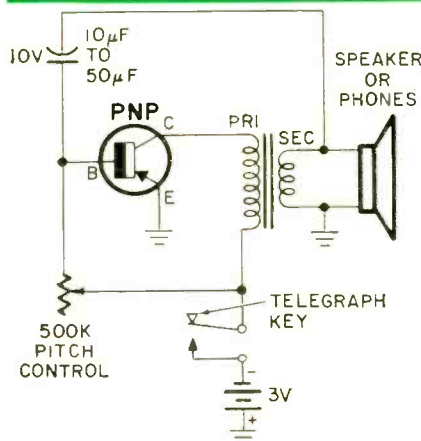 10V
10µF
TO
50µF
PNP
B
C
E
PRI
SEC
SPEAKER
OR
PHONES
500K
PITCH
CONTROL
TELEGRAPH
KEY
-
3V
+